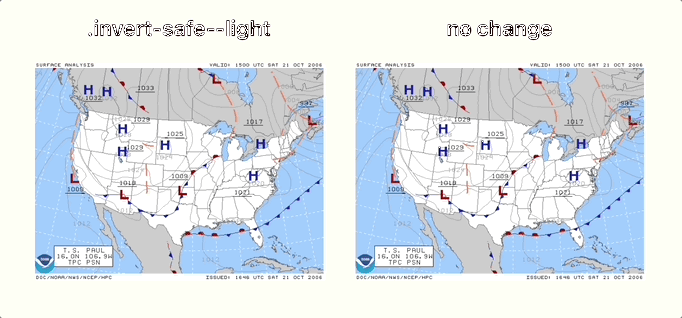 .invert-safe--light
no change
SURFACE ANALYSIS
VALID: 1500 UTC SAT 21 OCT 2006
SURFACE ANALYSIS
VALID: 1500 UTC SAT 21 OCT 2006
1033
H
H
1032
1029
H
1025
H
H
1029
1017
H
L
997
L
L
1009
1018
L
1009
L
H
1021
1033
H
H
1032
1029
H
1025
H
H
1029
1017
H
L
997
L
L
1009
1018
L
1009
L
H
1021
T.S. PAUL
16.0N 106.9W
TPC PSN
T.S. PAUL
16.0N 106.9W
TPC PSN
DOC/NOAA/NWS/NCEP/HPC
ISSUED: 1646 SAT 21 OCT 2006
DOC/NOAA/NWS/NCEP/HPC
ISSUED: 1646 SAT 21 OCT 2006